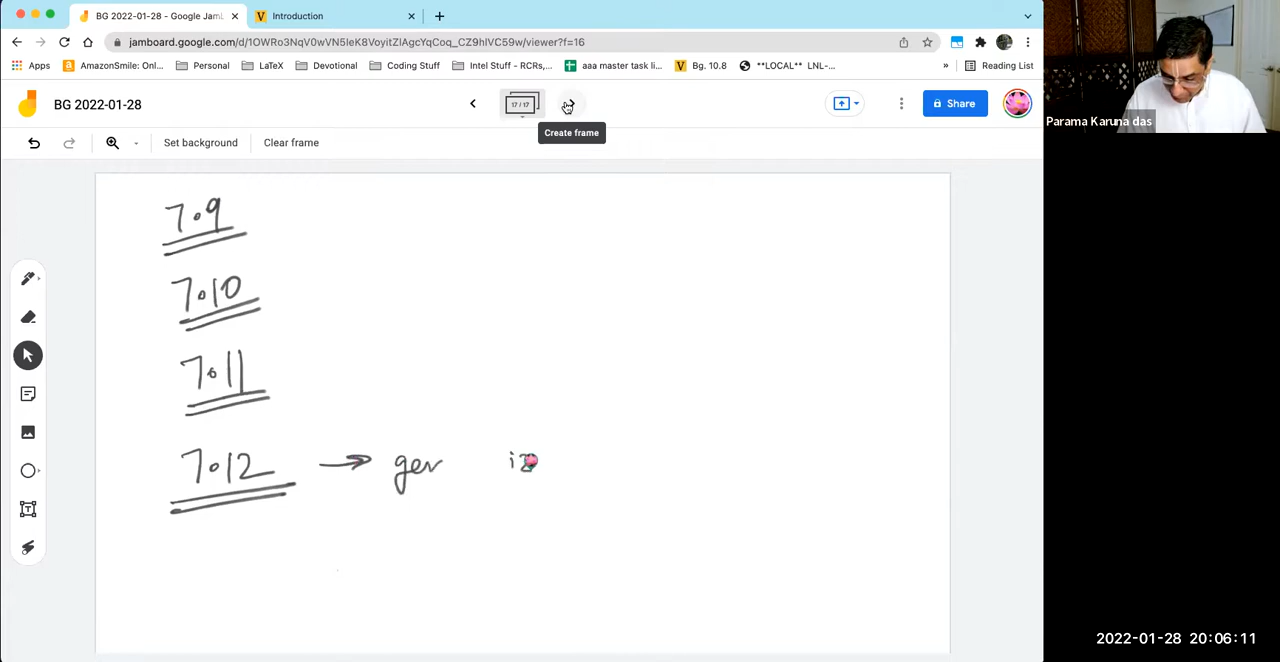 BG 2022-01-28 - Google Jam
Introduction
jamboard.google.com/d/1OWRo3NqV0wVN5leK8VoyitZlAgcYqCoq_CZ9hlVC59w/viewer?f=16
Apps AmazonSmile: Onl... Personal LaTeX Devotional Coding Stuff Intel Stuff - RCRs,... aaa master task li... Bg. 10.8 **LOCAL** LNL-... » Reading List
BG 2022-01-28
17 / 17
Share
Create frame
Set background Clear frame
Parama Karuna das
7.9
7.10
7.11
7.12 → gen
2022-01-28 20:06:11